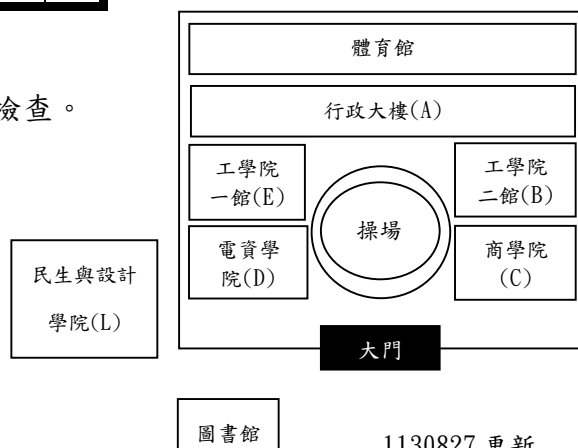 體育館
檢查。
行政大樓(A)
工學院
一館(E)
工學院
二館(B)
操場
電資學
院(D)
商學院
(C)
民生與設計
學院(L)
大門
圖書館
1130827 更新